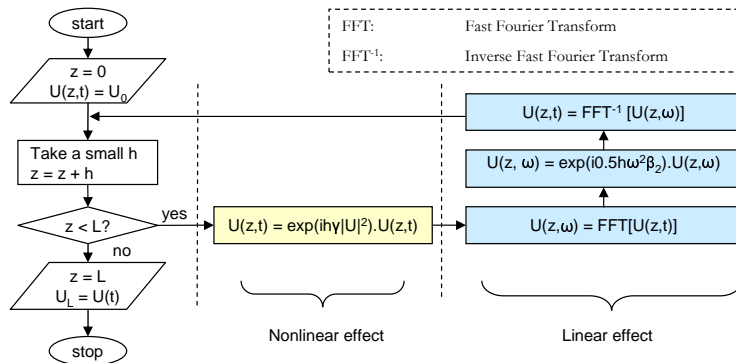 start
FFT: Fast Fourier Transform
FFT⁻¹: Inverse Fast Fourier Transform
z = 0
U(z,t) = U₀
U(z,t) = FFT⁻¹ [U(z,ω)]
Take a small h
z = z + h
U(z, ω) = exp(i0.5hω²β₂).U(z,ω)
z < L?
yes
U(z,t) = exp(ihγ|U|²).U(z,t)
U(z,ω) = FFT[U(z,t)]
no
z = L
U_L = U(t)
Nonlinear effect
Linear effect
stop